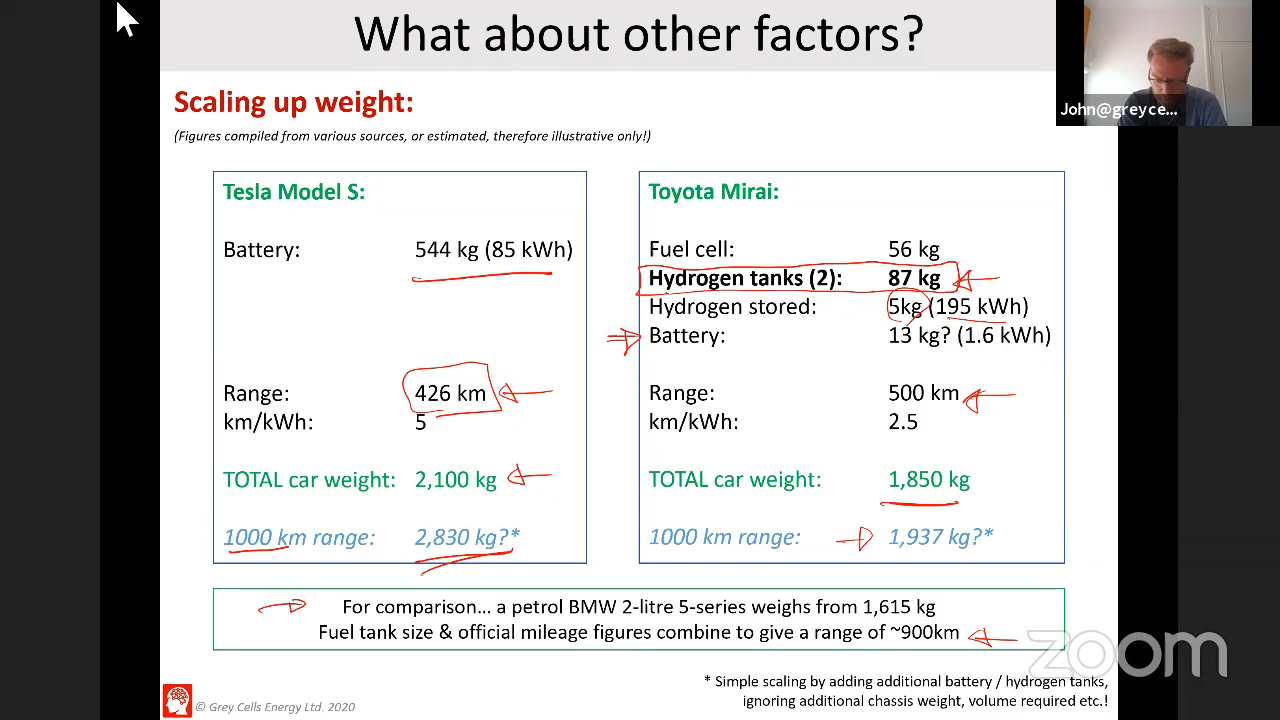 What about other factors?
John@greyce...
Scaling up weight:
(Figures compiled from various sources, or estimated, therefore illustrative only!)
Tesla Model S:
Battery: 544 kg (85 kWh)
Range: 426 km
km/kWh: 5
TOTAL car weight: 2,100 kg
1000 km range: 2,830 kg?*
Toyota Mirai:
Fuel cell: 56 kg
Hydrogen tanks (2): 87 kg
Hydrogen stored: 5kg (195 kWh)
Battery: 13 kg? (1.6 kWh)
Range: 500 km
km/kWh: 2.5
TOTAL car weight: 1,850 kg
1000 km range: 1,937 kg?*
For comparison... a petrol BMW 2-litre 5-series weighs from 1,615 kg
Fuel tank size & official mileage figures combine to give a range of ~900km
zoom
* Simple scaling by adding additional battery / hydrogen tanks,
ignoring additional chassis weight, volume required etc.!
© Grey Cells Energy Ltd. 2020